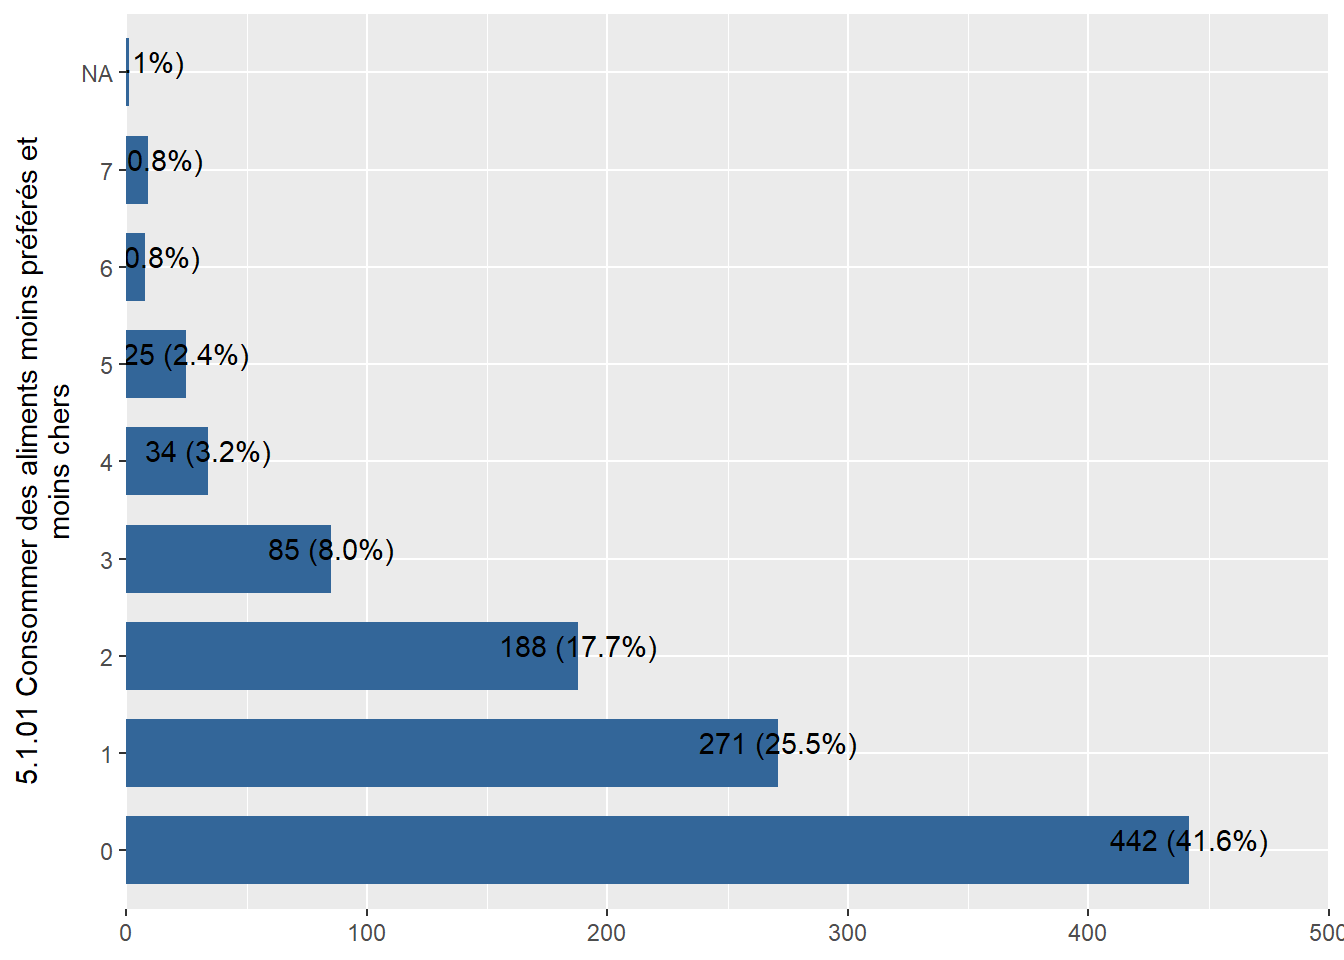 5.1.01 Consommer des aliments moins préférés et
moins chers
NA .1%)
7 0.8%)
6 0.8%)
5 25 (2.4%)
4 34 (3.2%)
3 85 (8.0%)
2 188 (17.7%)
1 271 (25.5%)
0 442 (41.6%)
0 100 200 300 400 500